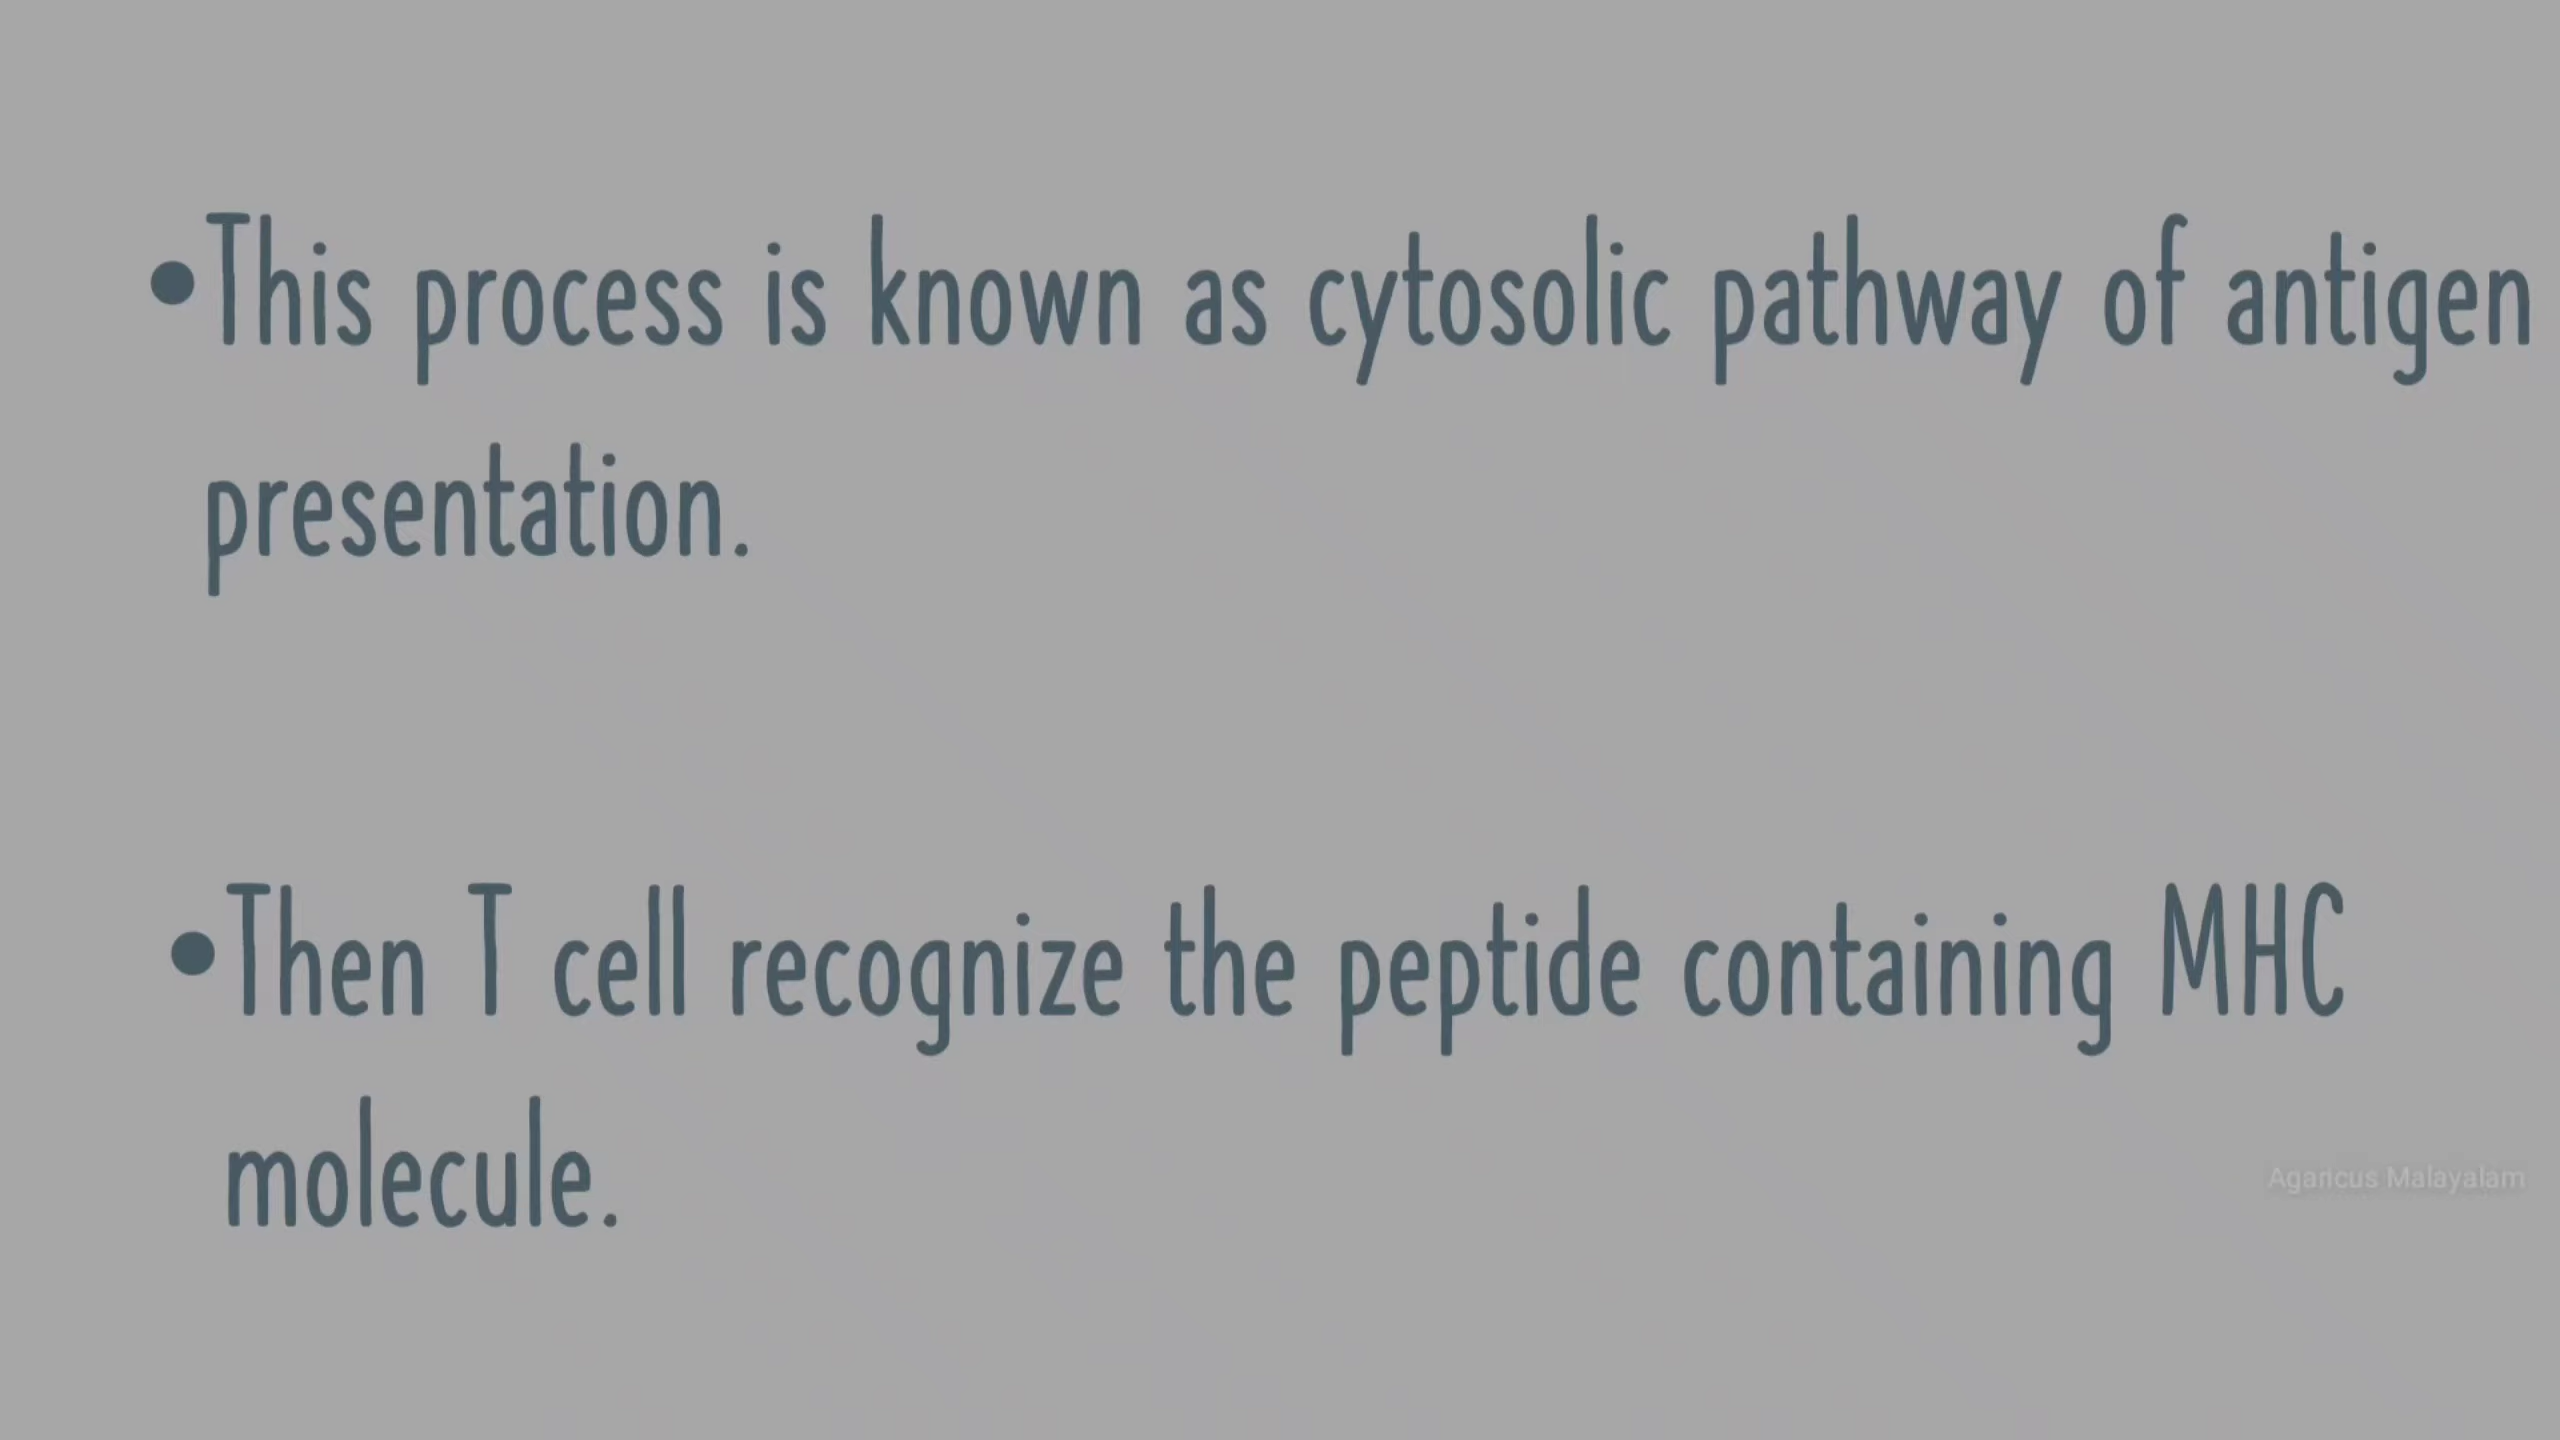 •This process is known as cytosolic pathway of antigen
presentation.
•Then T cell recognize the peptide containing MHC
molecule.
Agaricus Malayalam